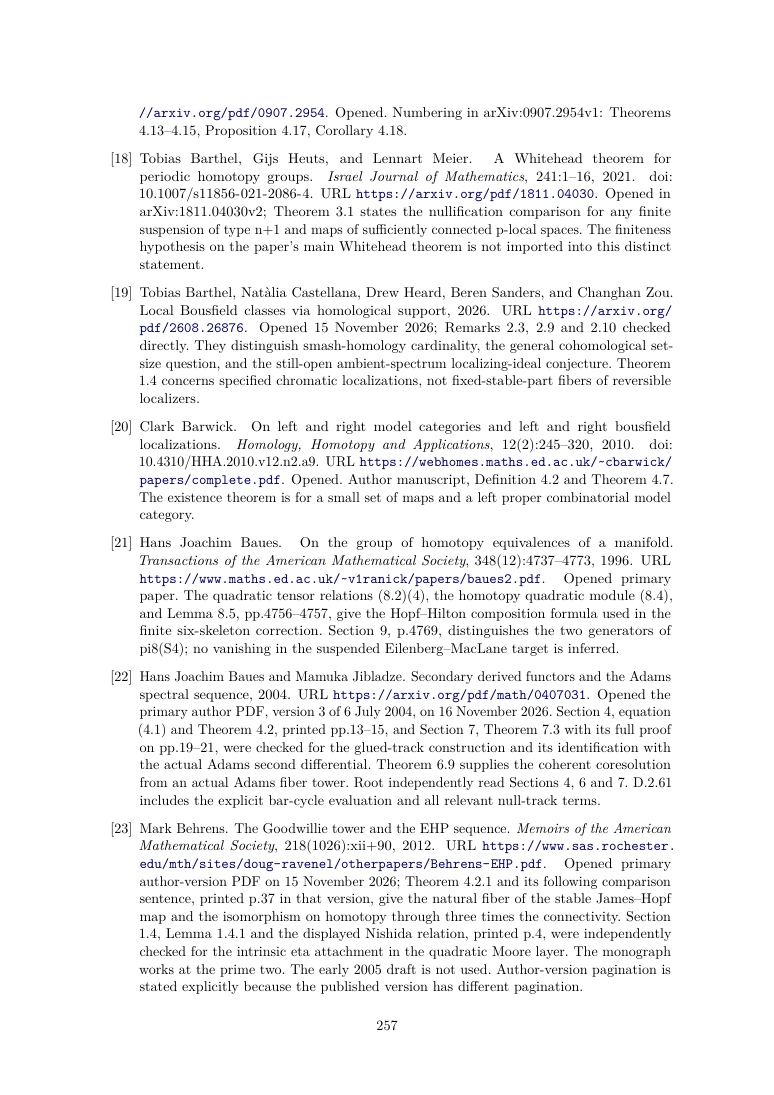 //arxiv.org/pdf/0907.2954. Opened. Numbering in arXiv:0907.2954v1: Theorems
4.13–4.15, Proposition 4.17, Corollary 4.18.
[18] Tobias Barthel, Gijs Heuts, and Lennart Meier. A Whitehead theorem for
periodic homotopy groups. Israel Journal of Mathematics, 241:1–16, 2021. doi:
10.1007/s11856-021-2086-4. URL https://arxiv.org/pdf/1811.04030. Opened in
arXiv:1811.04030v2; Theorem 3.1 states the nullification comparison for any finite
suspension of type n+1 and maps of sufficiently connected p-local spaces. The finiteness
hypothesis on the paper's main Whitehead theorem is not imported into this distinct
statement.
[19] Tobias Barthel, Natàlia Castellana, Drew Heard, Beren Sanders, and Changhan Zou.
Local Bousfield classes via homological support, 2026. URL https://arxiv.org/
pdf/2608.26876. Opened 15 November 2026; Remarks 2.3, 2.9 and 2.10 checked
directly. They distinguish smash-homology cardinality, the general cohomological set-
size question, and the still-open ambient-spectrum localizing-ideal conjecture. Theorem
1.4 concerns specified chromatic localizations, not fixed-stable-part fibers of reversible
localizers.
[20] Clark Barwick. On left and right model categories and left and right bousfield
localizations. Homology, Homotopy and Applications, 12(2):245–320, 2010. doi:
10.4310/HHA.2010.v12.n2.a9. URL https://webhomes.maths.ed.ac.uk/~cbarwick/
papers/complete.pdf. Opened. Author manuscript, Definition 4.2 and Theorem 4.7.
The existence theorem is for a small set of maps and a left proper combinatorial model
category.
[21] Hans Joachim Baues. On the group of homotopy equivalences of a manifold.
Transactions of the American Mathematical Society, 348(12):4737–4773, 1996. URL
https://www.maths.ed.ac.uk/~v1ranick/papers/baues2.pdf. Opened primary
paper. The quadratic tensor relations (8.2)(4), the homotopy quadratic module (8.4),
and Lemma 8.5, pp.4756–4757, give the Hopf–Hilton composition formula used in the
finite six-skeleton correction. Section 9, p.4769, distinguishes the two generators of
pi8(S4); no vanishing in the suspended Eilenberg–MacLane target is inferred.
[22] Hans Joachim Baues and Mamuka Jibladze. Secondary derived functors and the Adams
spectral sequence, 2004. URL https://arxiv.org/pdf/math/0407031. Opened the
primary author PDF, version 3 of 6 July 2004, on 16 November 2026. Section 4, equation
(4.1) and Theorem 4.2, printed pp.13–15, and Section 7, Theorem 7.3 with its full proof
on pp.19–21, were checked for the glued-track construction and its identification with
the actual Adams second differential. Theorem 6.9 supplies the coherent coresolution
from an actual Adams fiber tower. Root independently read Sections 4, 6 and 7. D.2.61
includes the explicit bar-cycle evaluation and all relevant null-track terms.
[23] Mark Behrens. The Goodwillie tower and the EHP sequence. Memoirs of the American
Mathematical Society, 218(1026):xii+90, 2012. URL https://www.sas.rochester.
edu/mth/sites/doug-ravenel/otherpapers/Behrens-EHP.pdf. Opened primary
author-version PDF on 15 November 2026; Theorem 4.2.1 and its following comparison
sentence, printed p.37 in that version, give the natural fiber of the stable James–Hopf
map and the isomorphism on homotopy through three times the connectivity. Section
1.4, Lemma 1.4.1 and the displayed Nishida relation, printed p.4, were independently
checked for the intrinsic eta attachment in the quadratic Moore layer. The monograph
works at the prime two. The early 2005 draft is not used. Author-version pagination is
stated explicitly because the published version has different pagination.
257